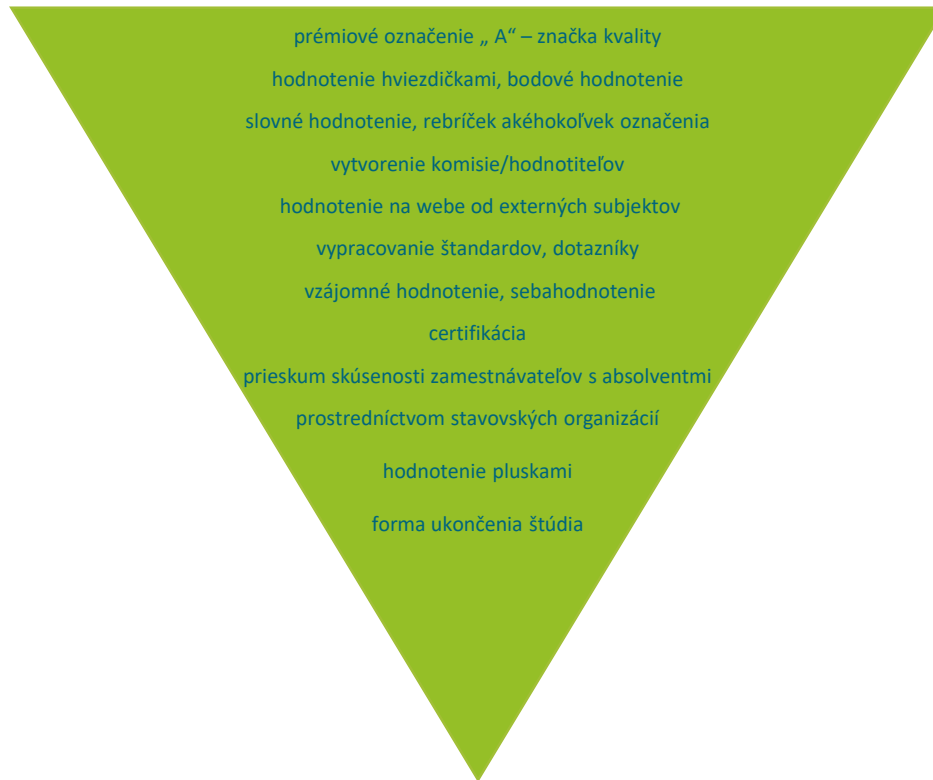 prémiové označenie „ A“ – značka kvality
hodnotenie hviezdičkami, bodové hodnotenie
slovné hodnotenie, rebríček akéhokoľvek označenia
vytvorenie komisie/hodnotiteľov
hodnotenie na webe od externých subjektov
vypracovanie štandardov, dotazníky
vzájomné hodnotenie, sebahodnotenie
certifikácia
prieskum skúsenosti zamestnávateľov s absolventmi
prostredníctvom stavovských organizácií
hodnotenie pluskami
forma ukončenia štúdia